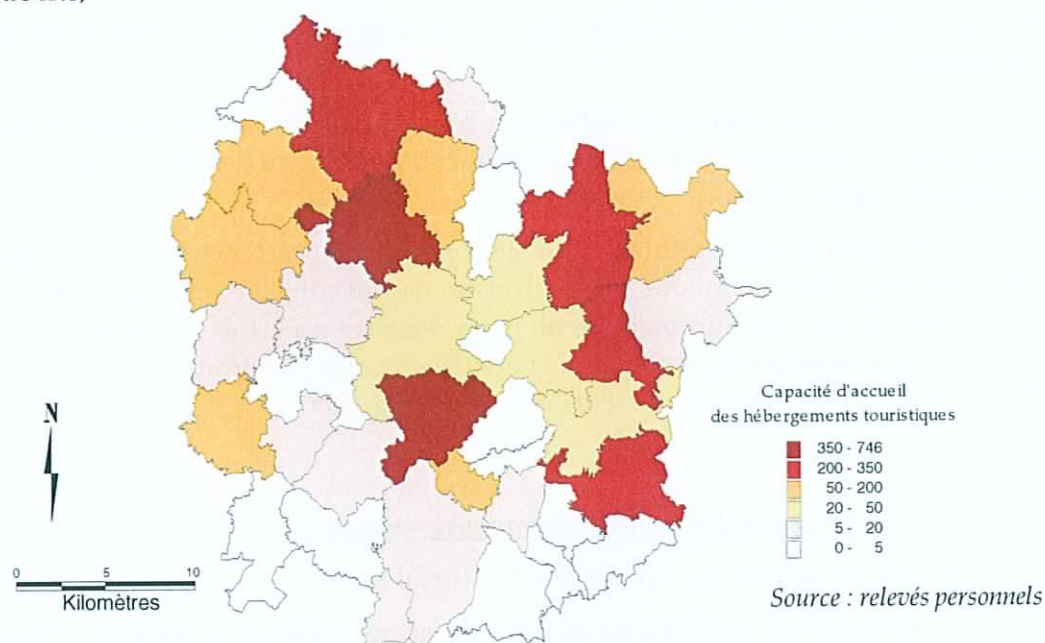 N
0 5 10
Kilomètres
Capacité d'accueil
des hébergements touristiques
350 - 746
200 - 350
50 - 200
20 - 50
5 - 20
0 - 5
Source : relevés personnels